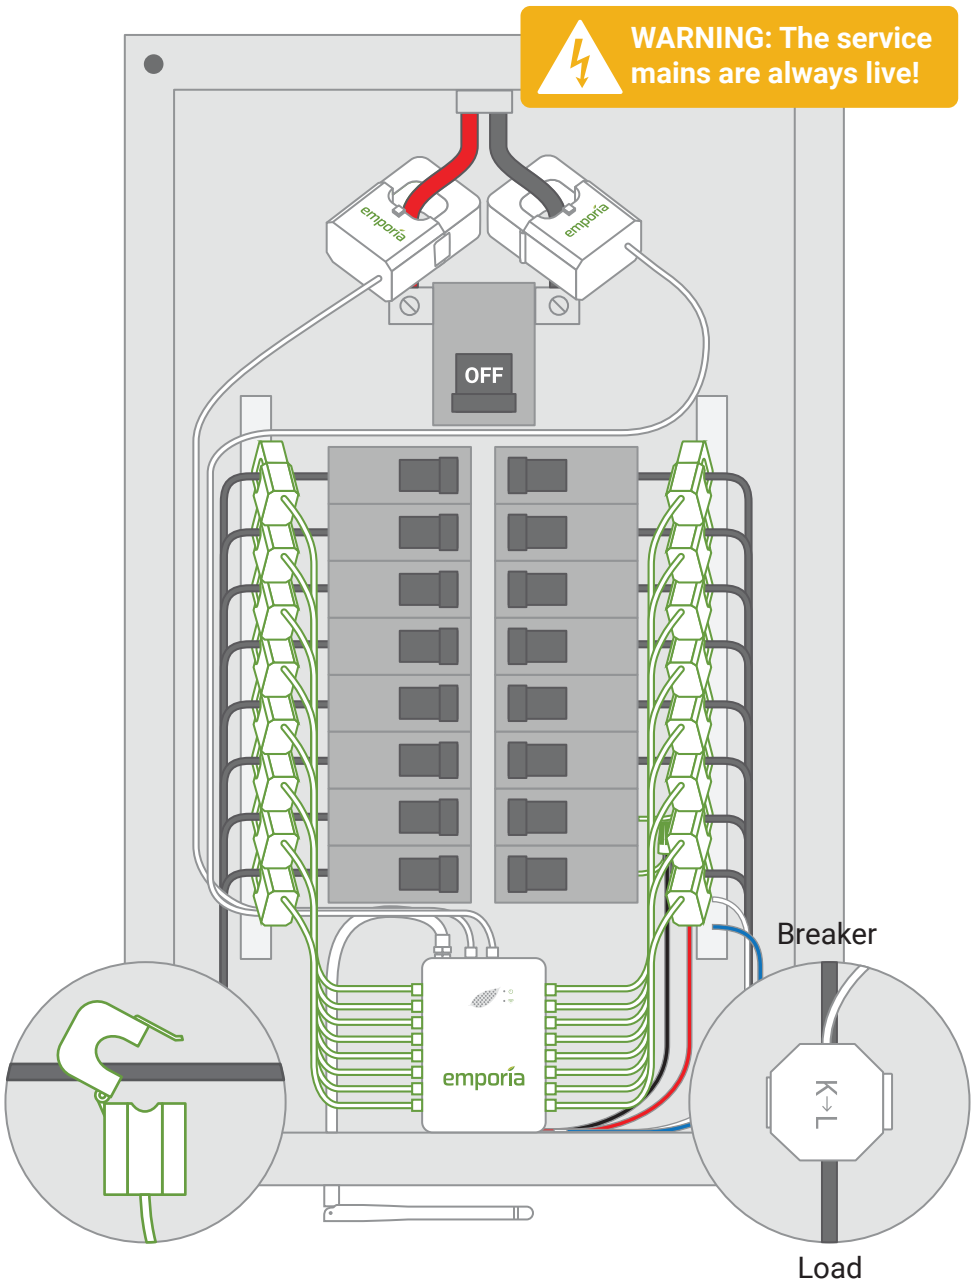 WARNING: The service
mains are always live!
emporia
emporia
OFF
Breaker
emporia
K→L
Load